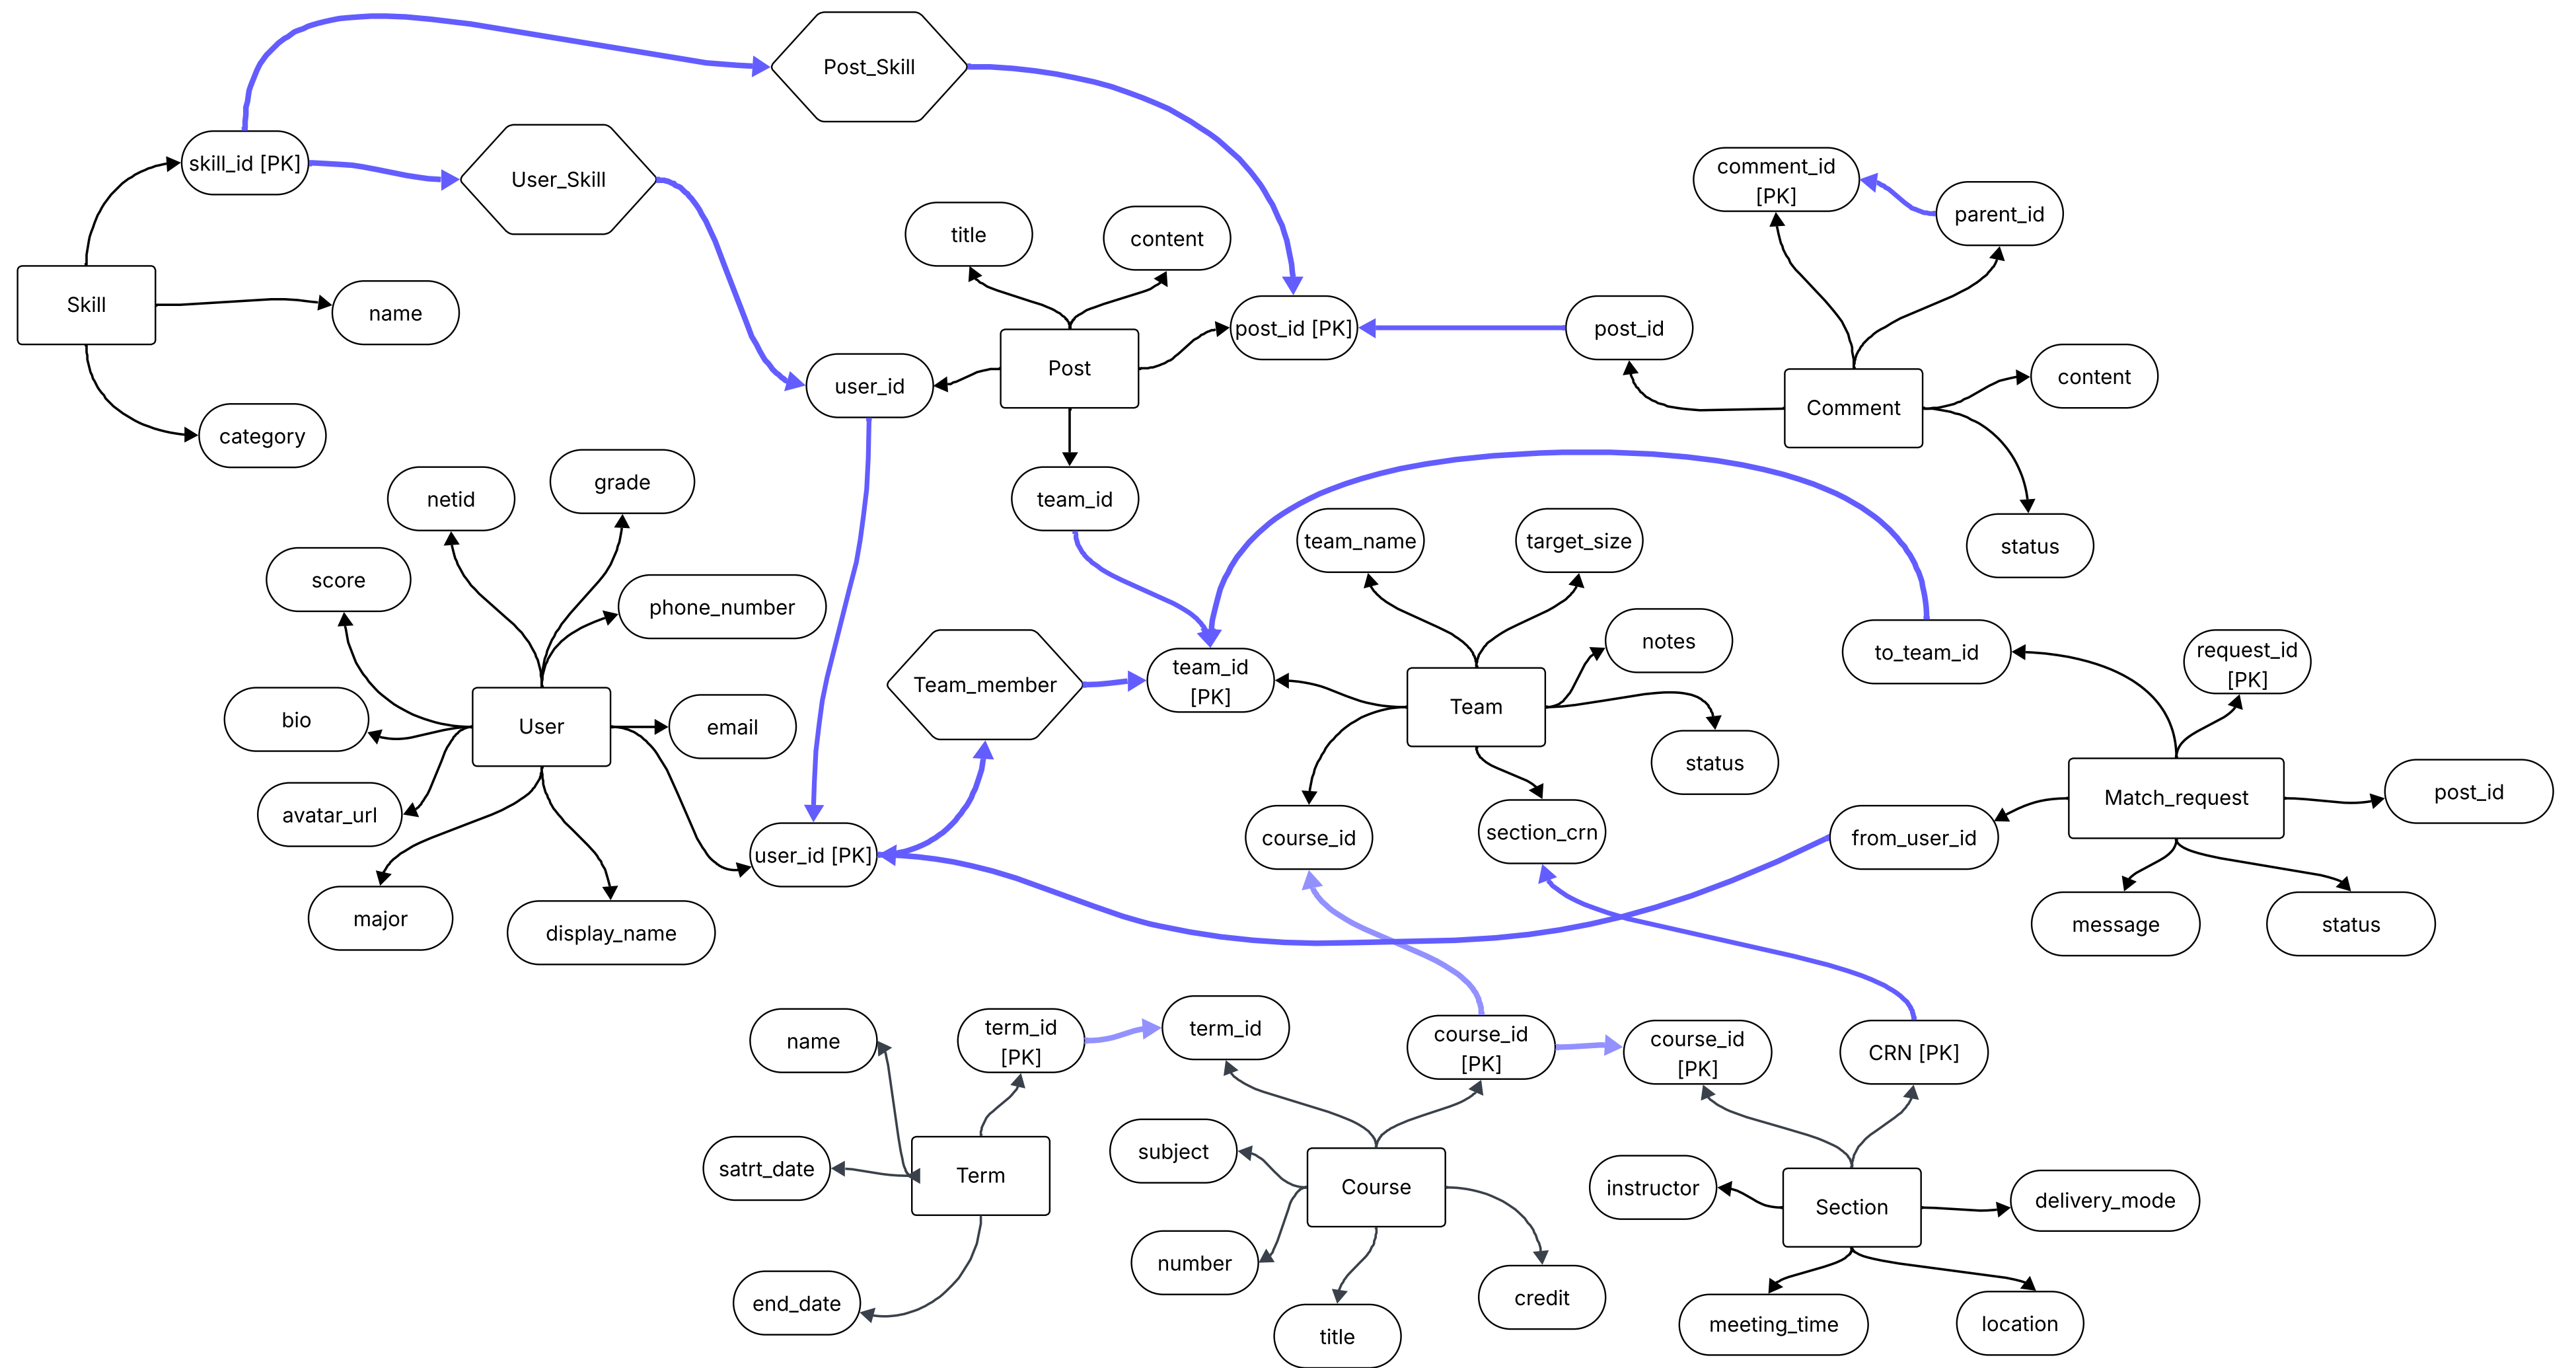 Post_Skill
skill_id [PK]
User_Skill
comment_id
[PK]
parent_id
title
content
Skill
name
post_id [PK]
post_id
user_id
Post
content
Comment
category
team_id
netid
grade
team_name
target_size
status
score
phone_number
notes
to_team_id
request_id
[PK]
team_id
[PK]
Team_member
Team
bio
User
email
status
Match_request
post_id
avatar_url
user_id [PK]
course_id
section_crn
from_user_id
major
display_name
message
status
name
term_id
[PK]
term_id
course_id
[PK]
course_id
[PK]
CRN [PK]
satrt_date
Term
subject
Course
instructor
Section
delivery_mode
number
end_date
title
credit
meeting_time
location